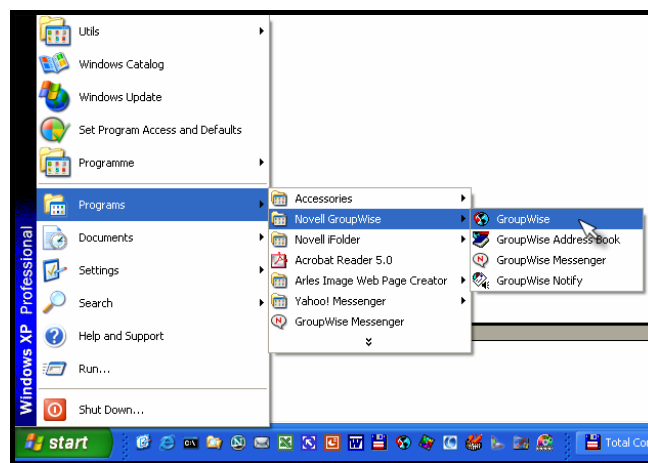 Utils
Windows Catalog
Windows Update
Set Program Access and Defaults
Programme
Programs
Documents
Settings
Search
Help and Support
Run...
Shut Down...
Windows XP Professional
Accessories
Novell GroupWise
Novell iFolder
Acrobat Reader 5.0
Arles Image Web Page Creator
Yahoo! Messenger
GroupWise Messenger
GroupWise
GroupWise Address Book
GroupWise Messenger
GroupWise Notify
start
Total Co